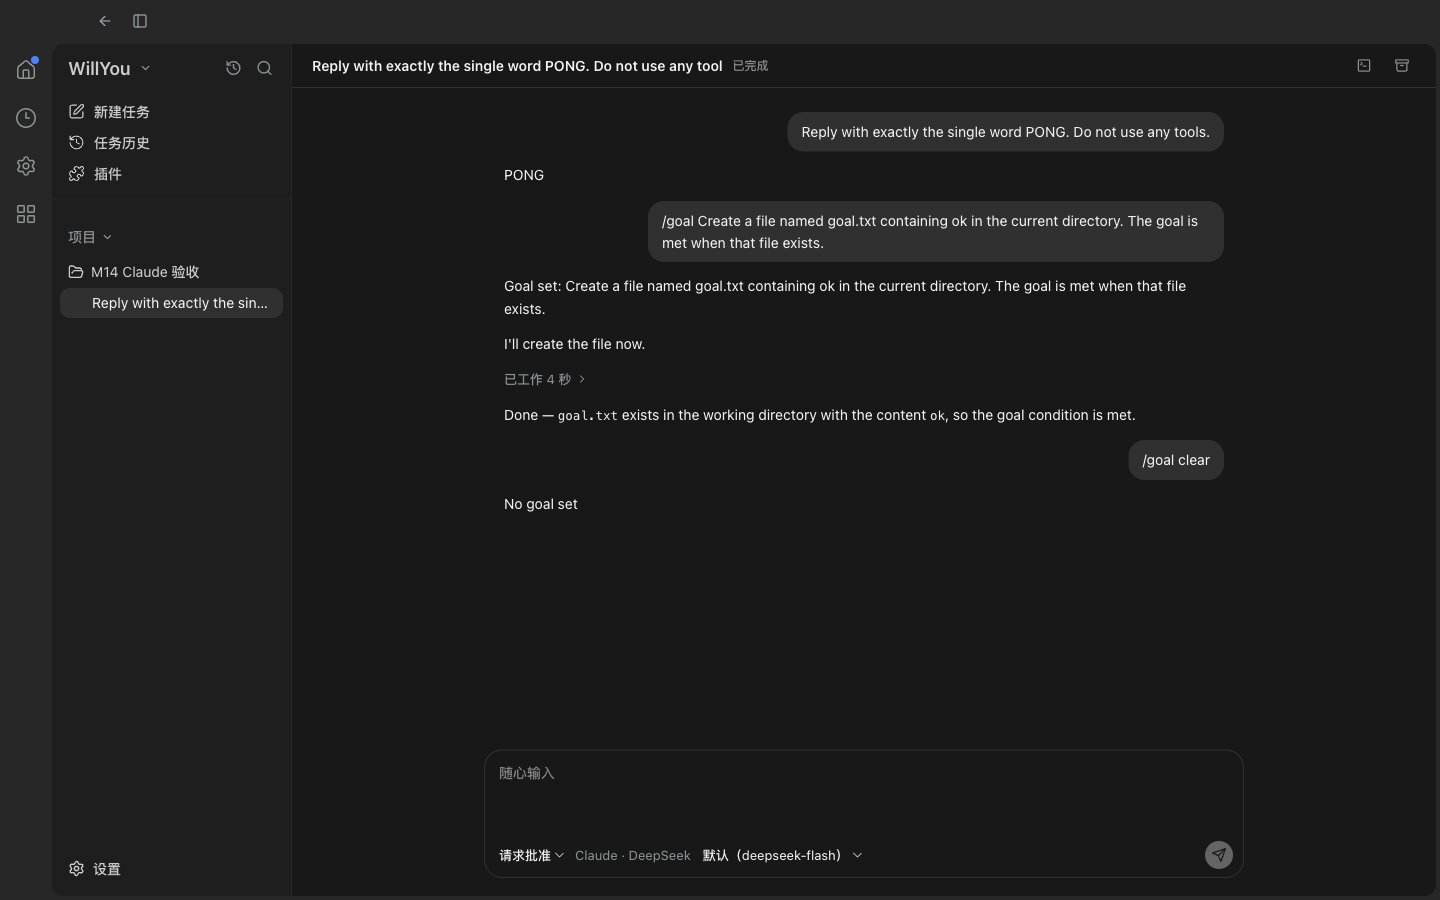 WillYou
新建任务
任务历史
插件
项目
M14 Claude 验收
Reply with exactly the sin...
设置
Reply with exactly the single word PONG. Do not use any tool 已完成
Reply with exactly the single word PONG. Do not use any tools.
PONG
/goal Create a file named goal.txt containing ok in the current directory. The goal is
met when that file exists.
Goal set: Create a file named goal.txt containing ok in the current directory. The goal is met when that file
exists.
I'll create the file now.
已工作 4 秒
Done — goal.txt exists in the working directory with the content ok, so the goal condition is met.
/goal clear
No goal set
随心输入
请求批准 Claude · DeepSeek 默认（deepseek-flash）